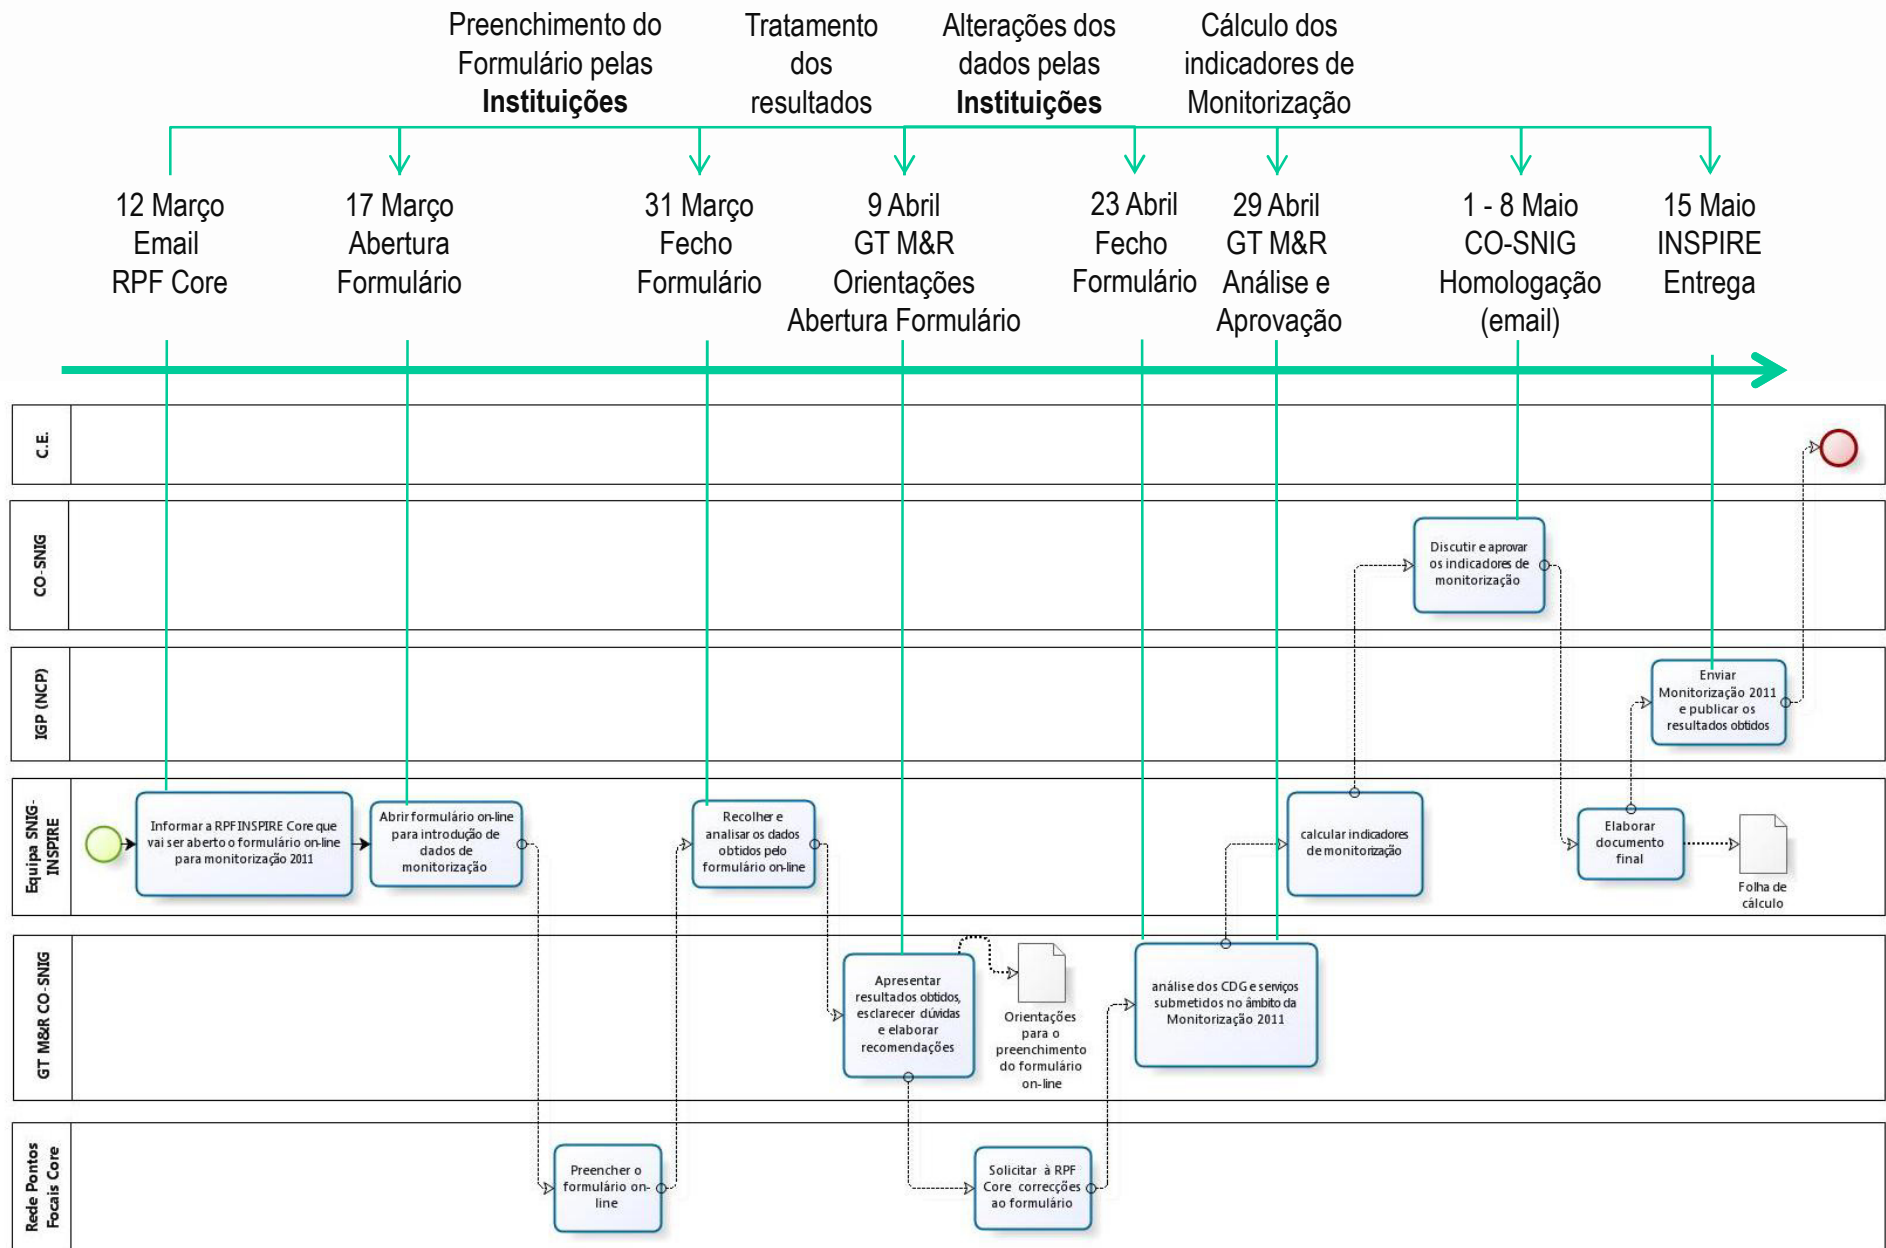 Preenchimento do
Formulário pelas
Instituições
Tratamento
dos
resultados
Alterações dos
dados pelas
Instituições
Cálculo dos
indicadores de
Monitorização
12 Março
Email
RPF Core
17 Março
Abertura
Formulário
31 Março
Fecho
Formulário
9 Abril
GT M&R
Orientações
Abertura Formulário
23 Abril
Fecho
Formulário
29 Abril
GT M&R
Análise e
Aprovação
1 - 8 Maio
CO-SNIG
Homologação
(email)
15 Maio
INSPIRE
Entrega
C.E.
CO-SNIG
Discutir e aprovar
os indicadores de
monitorização
IGP (NCP)
Enviar
Monitorização 2011
e publicar os
resultados obtidos
Equipa SNIG-
INSPIRE
Informar a RPF INSPIRE Core que
vai ser aberto o formulário on-line
para monitorização 2011
Abrir formulário on-line
para introdução de
dados de
monitorização
Recolher e
analisar os dados
obtidos pelo
formulário on-line
calcular indicadores
de monitorização
Elaborar
documento
final
Folha de
cálculo
GT M&R CO-SNIG
Apresentar
resultados obtidos,
esclarecer dúvidas
e elaborar
recomendações
Orientações
para o
preenchimento
do formulário
on-line
análise dos CDG e serviços
submetidos no âmbito da
Monitorização 2011
Rede Pontos
Focais Core
Preencher o
formulário on-
line
Solicitar à RPF
Core correcções
ao formulário